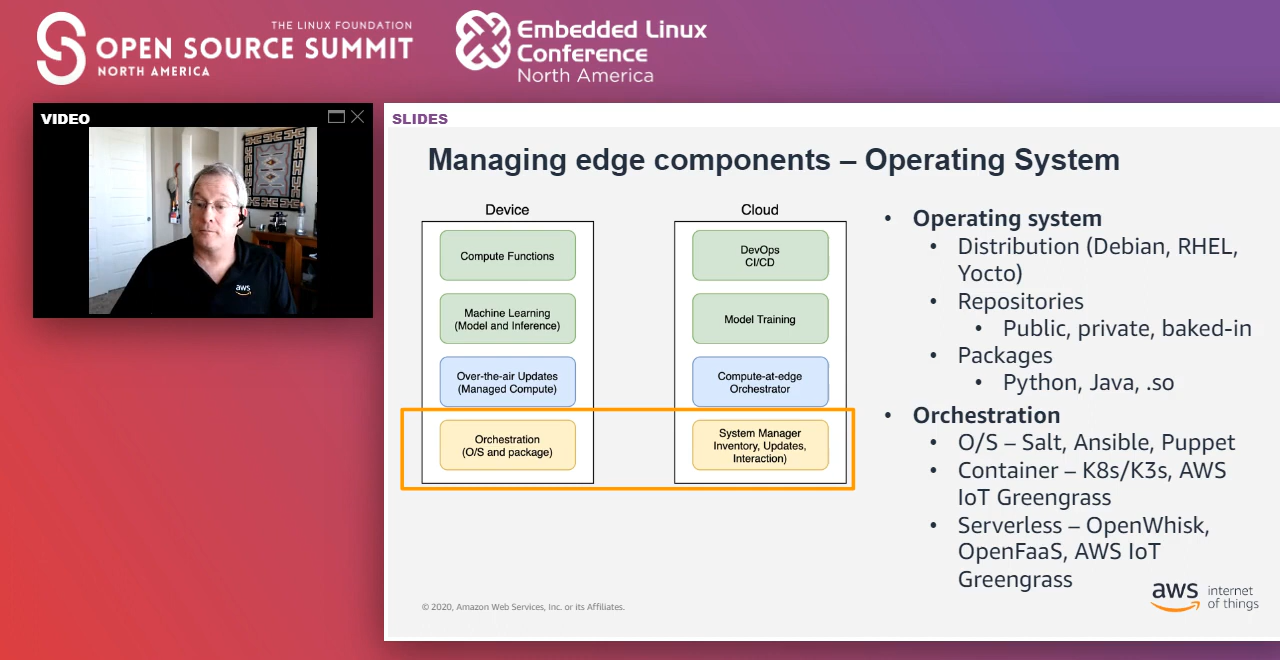 THE LINUX FOUNDATION
OPEN SOURCE SUMMIT
NORTH AMERICA
Embedded Linux
Conference
North America
VIDEO
aws
SLIDES
Managing edge components – Operating System
Device
Compute Functions
Machine Learning
(Model and Inference)
Over-the-air Updates
(Managed Compute)
Orchestration
(O/S and package)
Cloud
DevOps
CI/CD
Model Training
Compute-at-edge
Orchestrator
System Manager
Inventory, Updates,
Interaction)
• Operating system
• Distribution (Debian, RHEL,
Yocto)
• Repositories
• Public, private, baked-in
• Packages
• Python, Java, .so
• Orchestration
• O/S – Salt, Ansible, Puppet
• Container – K8s/K3s, AWS
IoT Greengrass
• Serverless – OpenWhisk,
OpenFaaS, AWS IoT
Greengrass
© 2020, Amazon Web Services, Inc. or its Affiliates.
aws internet
of things